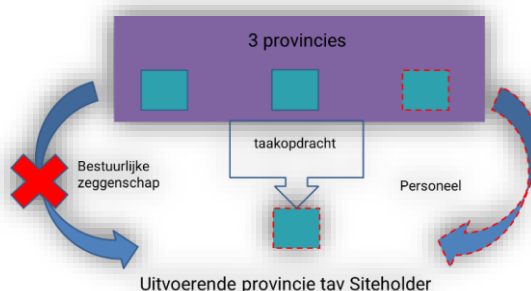 3 provincies
taakopdracht
Bestuurlijke
zeggenschap
Personeel
Uitvoerende provincie tav Siteholder